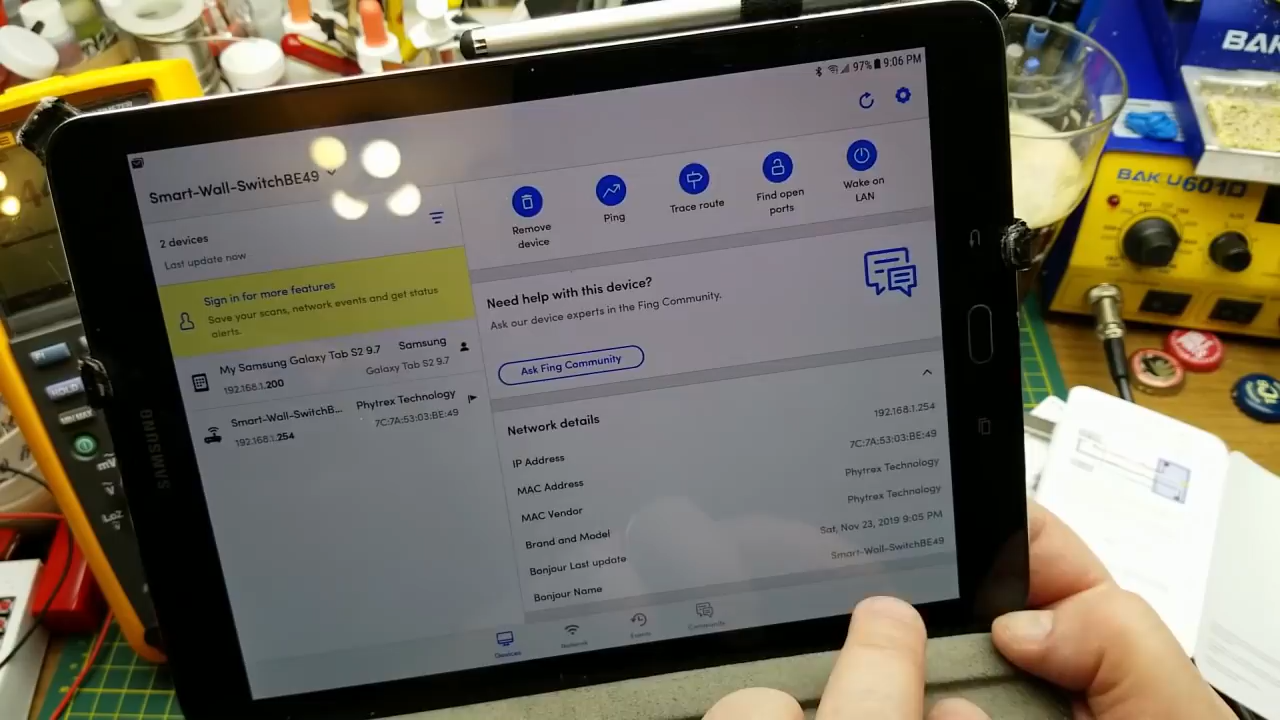 97% 9:06 PM
Smart-Wall-SwitchBE49
2 devices
Last update now
Sign in for more features
Save your scans, network events and get status
alerts.
My Samsung Galaxy Tab S2 9.7 Samsung
192.168.1.200 Galaxy Tab S2 9.7
Smart-Wall-SwitchB... Phytrex Technology
192.168.1.254 7C:7A:53:03:BE:49
Remove
device
Ping
Trace route
Find open
ports
Wake on
LAN
Need help with this device?
Ask our device experts in the Fing Community.
Ask Fing Community
Network details
IP Address 192.168.1.254
MAC Address 7C:7A:53:03:BE:49
MAC Vendor Phytrex Technology
Brand and Model Phytrex Technology
Bonjour Last update Sat, Nov 23, 2019 9:05 PM
Bonjour Name Smart-Wall-SwitchBE49
Devices
Network
Events
Community
SAMSUNG
BAK
BAKU 601D
HOLD
mV
LoZ